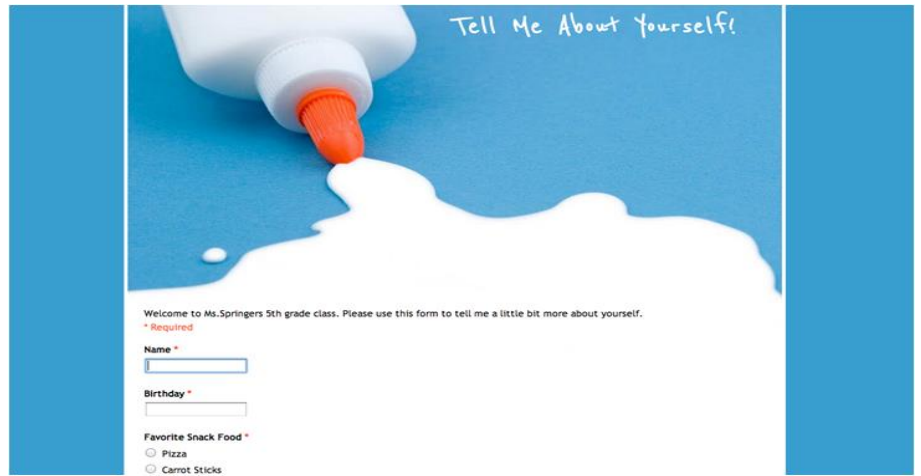 Tell Me About Yourself!
Welcome to Ms.Springers 5th grade class. Please use this form to tell me a little bit more about yourself.
* Required
Name *
Birthday *
Favorite Snack Food *
Pizza
Carrot Sticks